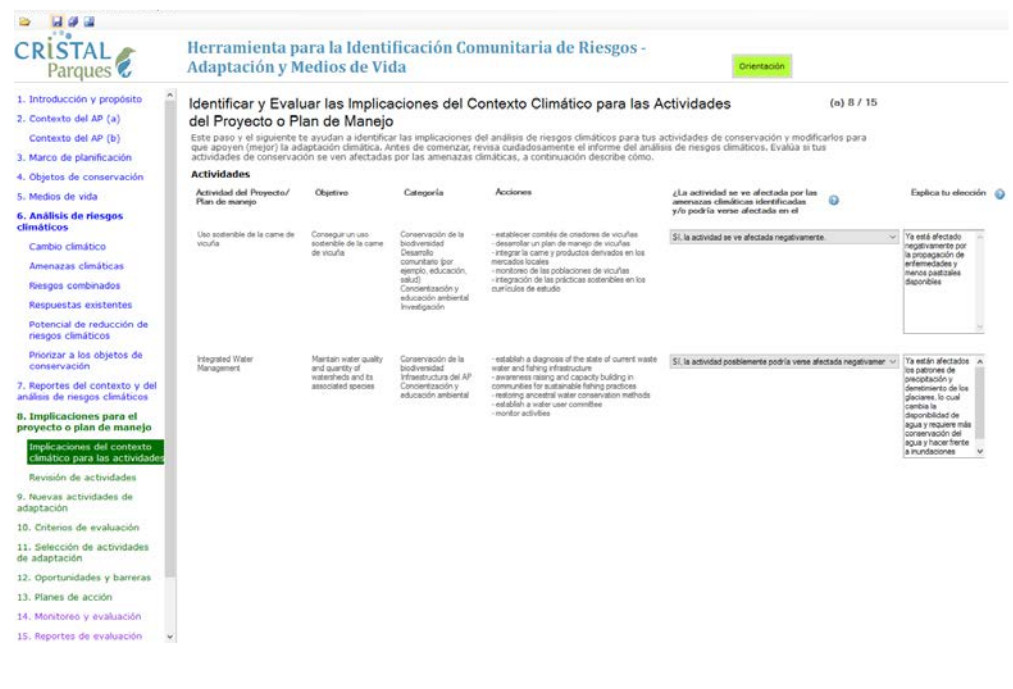 CRiSTAL
Parques
Herramienta para la Identificación Comunitaria de Riesgos -
Adaptación y Medios de Vida
Orientación
1. Introducción y propósito
2. Contexto del AP (a)
Contexto del AP (b)
3. Marco de planificación
4. Objetos de conservación
5. Medios de vida
6. Análisis de riesgos
climáticos
Cambio climático
Amenazas climáticas
Riesgos combinados
Respuestas existentes
Potencial de reducción de
riesgos climáticos
Priorizar a los objetos de
conservación
7. Reportes del contexto y del
análisis de riesgos climáticos
8. Implicaciones para el
proyecto o plan de manejo
Implicaciones del contexto
climático para las actividades
Revisión de actividades
9. Nuevas actividades de
adaptación
10. Criterios de evaluación
11. Selección de actividades
de adaptación
12. Oportunidades y barreras
13. Planes de acción
14. Monitoreo y evaluación
15. Reportes de evaluación
Identificar y Evaluar las Implicaciones del Contexto Climático para las Actividades
del Proyecto o Plan de Manejo
(a) 8 / 15
Este paso y el siguiente te ayudan a identificar las implicaciones del análisis de riesgos climáticos para tus actividades de conservación y modificarlos para
que apoyen (mejor) la adaptación climática. Antes de comenzar, revisa cuidadosamente el informe del análisis de riesgos climáticos. Evalúa si tus
actividades de conservación se ven afectadas por las amenazas climáticas, a continuación describe cómo.
Actividades
Actividad del Proyecto/
Plan de manejo
Objetivo
Categoría
Acciones
¿La actividad se ve afectada por las
amenazas climáticas identificadas
y/o podría verse afectada en el
Explica tu elección
Uso sostenible de la carne de
vicuña
Conseguir un uso
sostenible de la carne
de vicuña
Conservación de la
biodiversidad
Desarrollo
comunitario (por
ejemplo, educación,
salud)
Concientización y
educación ambiental
Investigación
- establecer comités de criadores de vicuñas
- desarrollar un plan de manejo de vicuñas
- integrar la carne y productos derivados en los
mercados locales
- monitoreo de las poblaciones de vicuñas
- integración de las prácticas sostenibles en los
currículos de estudio
Sí, la actividad se ve afectada negativamente.
Ya está afectado
negativamente por
la propagación de
enfermedades y
menos pastizales
disponibles
Integrated Water
Management
Maintain water quality
and quantity of
watersheds and its
associated species
Conservación de la
biodiversidad
Infraestructura del AP
Concientización y
educación ambiental
- establish a diagnosis of the state of current waste
water and fishing infrastructure
- awareness raising and capacity building in
communities for sustainable fishing practices
- restoring ancestral water conservation methods
- establish a water user committee
- monitor activities
Sí, la actividad posiblemente podría verse afectada negativamer
Ya están afectados
los patrones de
precipitación y
derretimiento de los
glaciares, lo cual
cambia la
disponibilidad de
agua y requiere más
conservación del
agua y hacer frente
a inundaciones